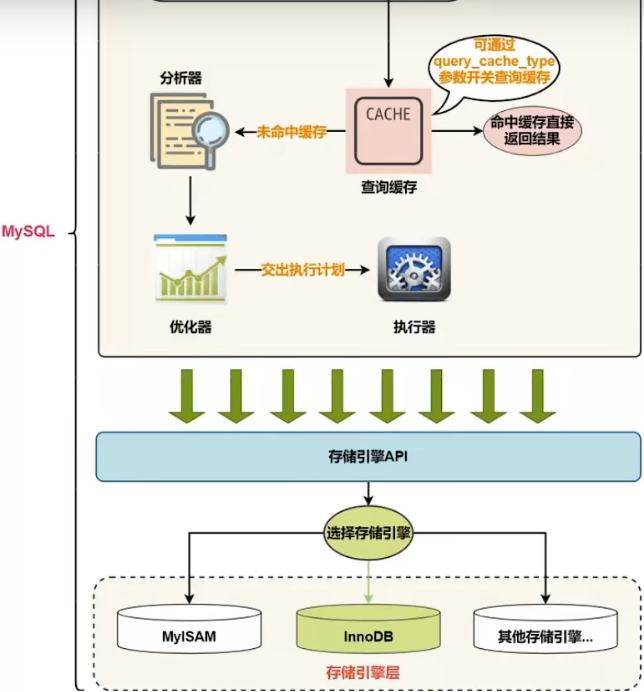 可通过
query_cache_type
参数开关查询缓存
分析器
CACHE
未命中缓存
命中缓存直接
返回结果
查询缓存
MySQL
交出执行计划
优化器
执行器
存储引擎API
选择存储引擎
MyISAM
InnoDB
其他存储引擎...
存储引擎层